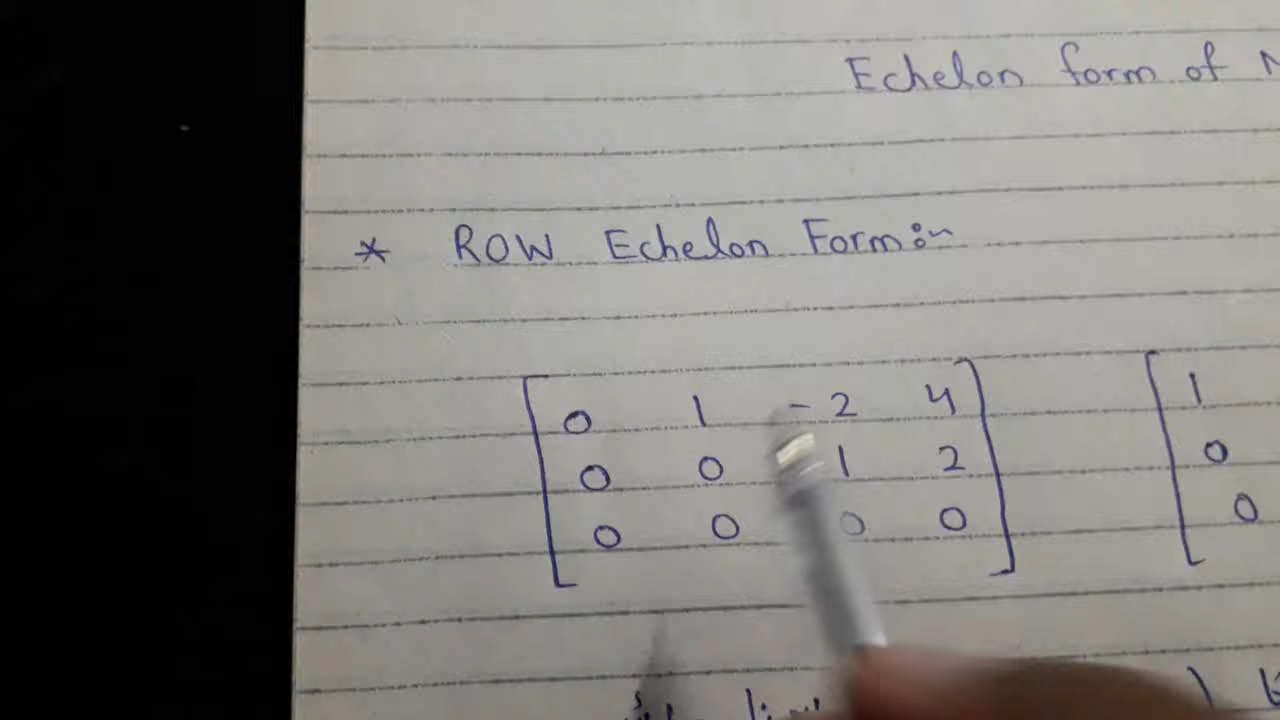 Echelon form of
* ROW Echelon Form:~
0 1 -2 4 1
0 0 1 2 0
0 0 0 0 0